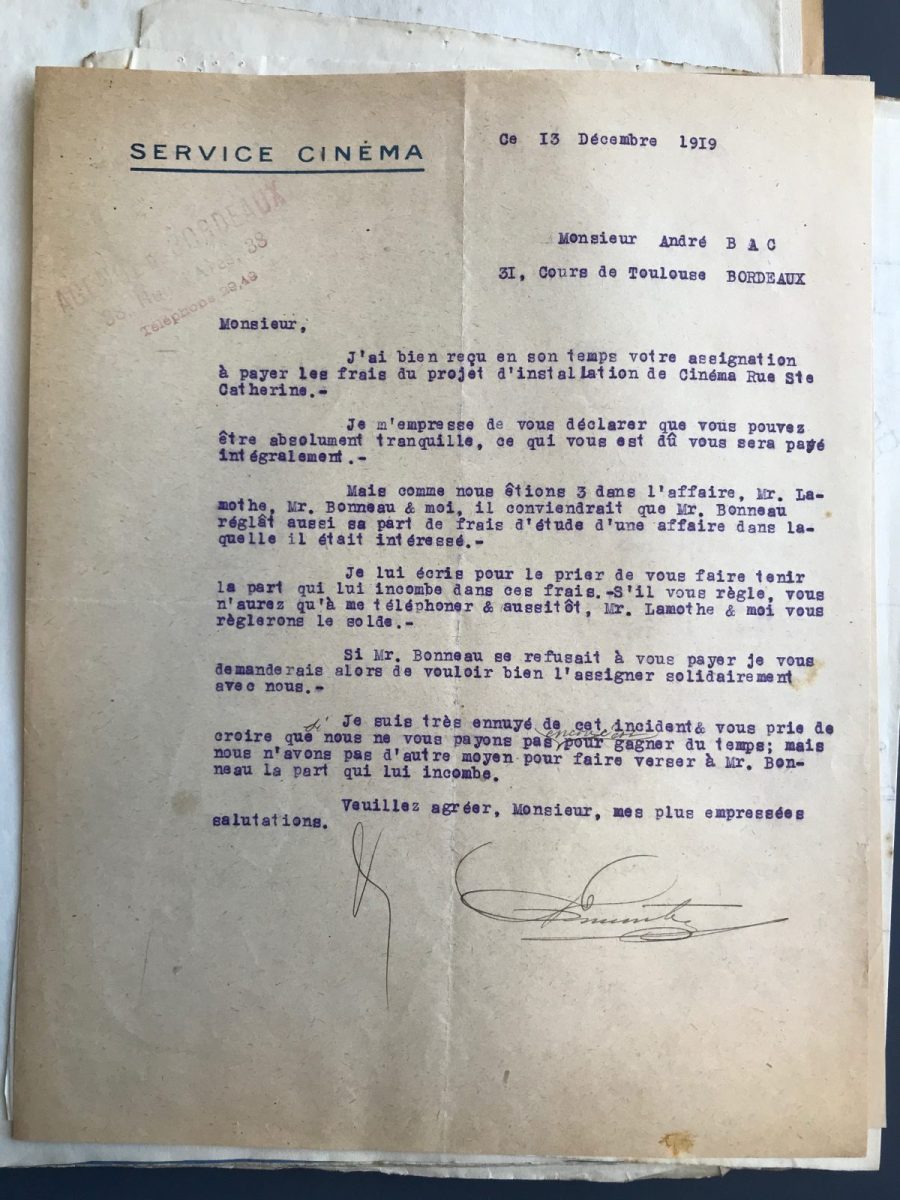 SERVICE CINÉMA
Ce 13 Décembre 1919
AGENCE BORDEAUX
38
Téléphone 29.48
Monsieur André BAC
31, Cours de Toulouse BORDEAUX
Monsieur,
J'ai bien reçu en son temps votre assignation
à payer les frais du projet d'installation de Cinéma Rue Ste
Catherine.-
Je m'empresse de vous déclarer que vous pouvez
être absolument tranquille, ce qui vous est dû vous sera payé
intégralement.-
Mais comme nous êtions 3 dans l'affaire, Mr. La-
mothe, Mr. Bonneau & moi, il conviendrait que Mr. Bonneau
réglât aussi sa part de frais d'étude d'une affaire dans la-
quelle il était intéressé.-
Je lui écris pour le prier de vous faire tenir
la part qui lui incombe dans ces frais.-S'il vous règle, vous
n'aurez qu'à me téléphoner & aussitôt, Mr. Lamothe & moi vous
règlerons le solde.-
Si Mr. Bonneau se refusait à vous payer je vous
demanderais alors de vouloir bien l'assigner solidairement
avec nous.-
Je suis très ennuyé de cet incident& vous prie de
croire que si nous ne vous payons pas pour gagner du temps; mais
nous n'avons pas d'autre moyen pour faire verser à Mr. Bon-
neau la part qui lui incombe.
Veuillez agréer, Monsieur, mes plus empressées
salutations.